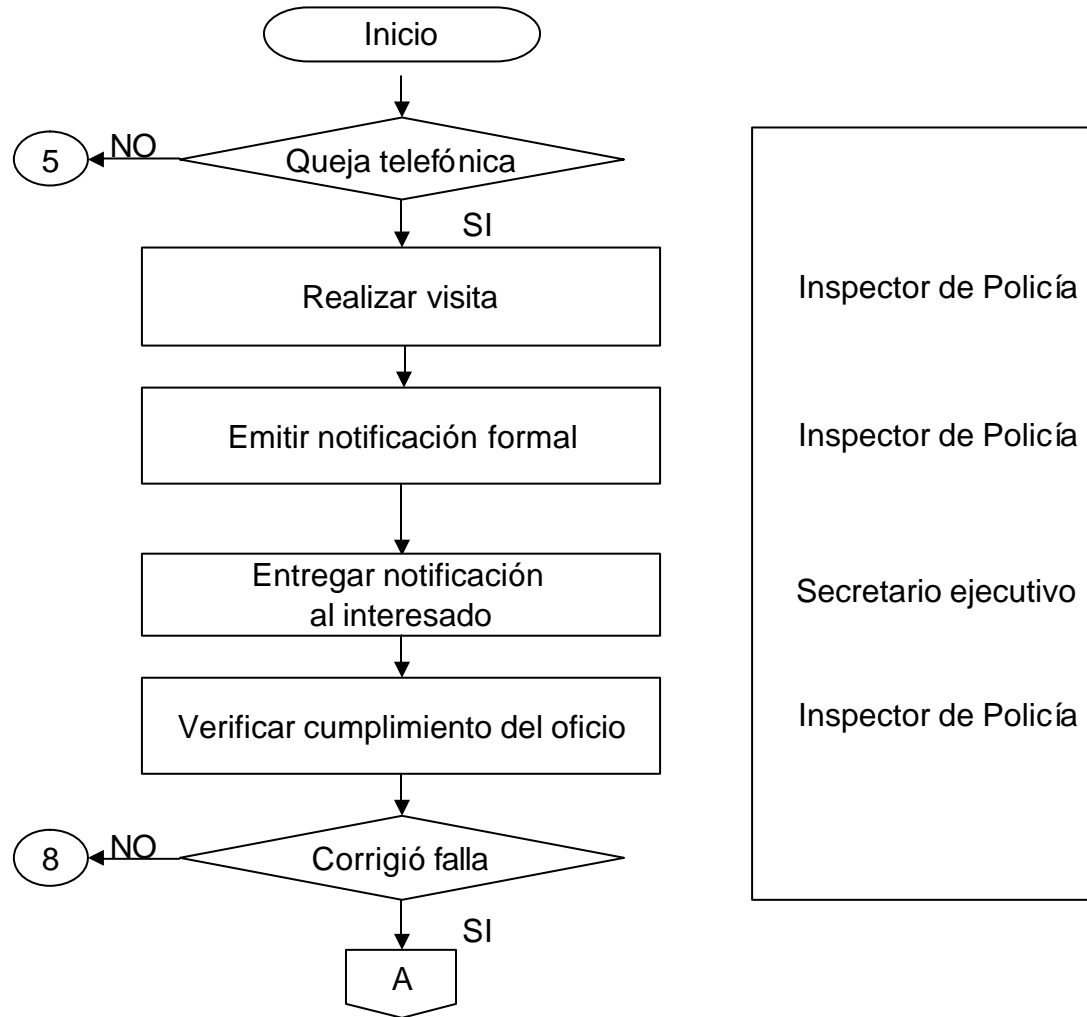 Inicio
NO
5
Queja telefónica
SI
Realizar visita
Inspector de Policía
Emitir notificación formal
Inspector de Policía
Entregar notificación
al interesado
Secretario ejecutivo
Verificar cumplimiento del oficio
Inspector de Policía
NO
8
Corrigió falla
SI
A